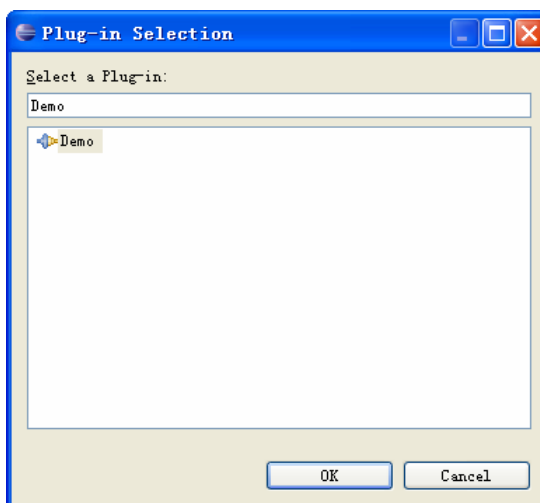 Plug-in Selection
Select a Plug-in:
Demo
Demo
OK
Cancel